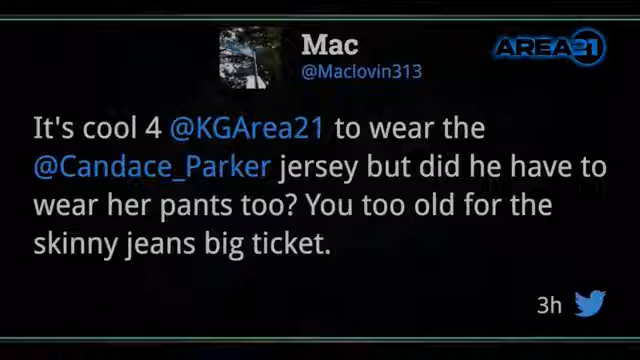 Mac
AREA21
@Maclovin313
It's cool 4 @KGArea21 to wear the
@Candace_Parker jersey but did he have to
wear her pants too? You too old for the
skinny jeans big ticket.
3h